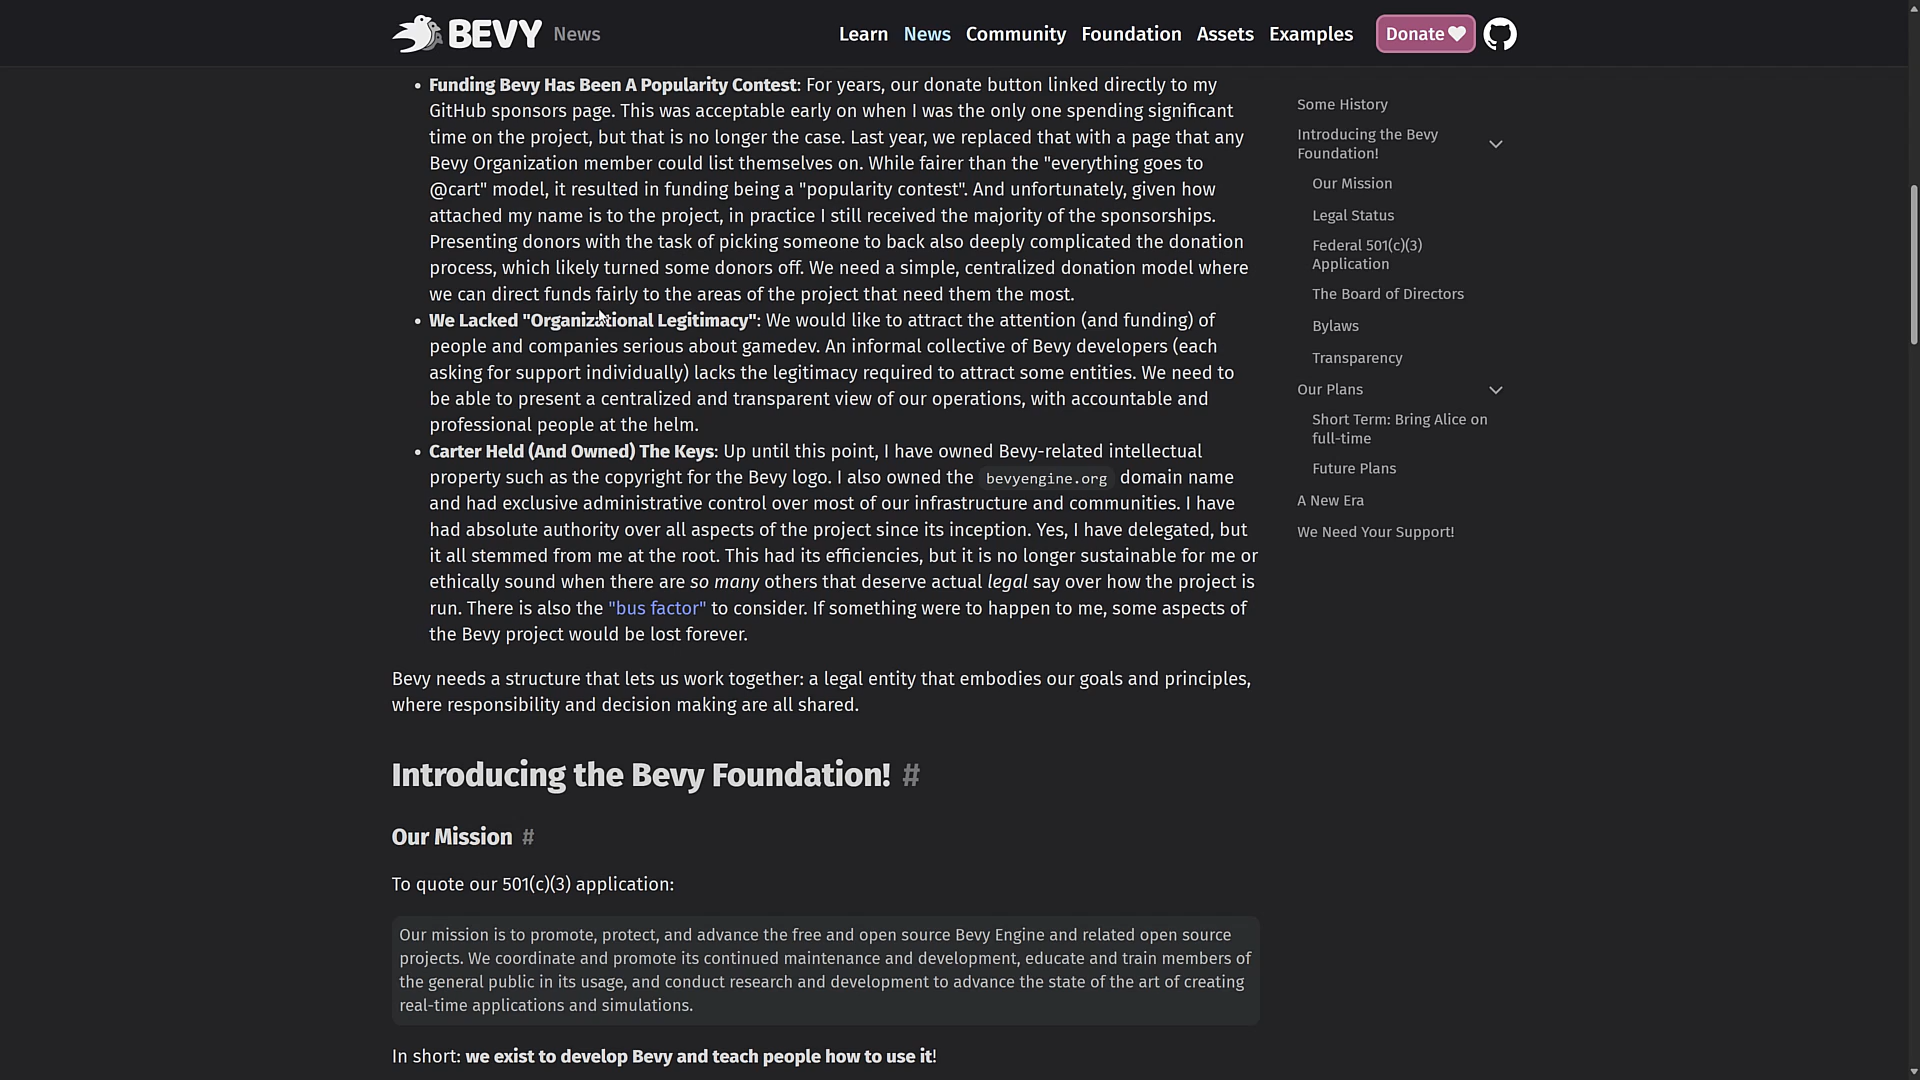 BEVY News Learn News Community Foundation Assets Examples Donate
• Funding Bevy Has Been A Popularity Contest: For years, our donate button linked directly to my
GitHub sponsors page. This was acceptable early on when I was the only one spending significant
time on the project, but that is no longer the case. Last year, we replaced that with a page that any
Bevy Organization member could list themselves on. While fairer than the "everything goes to
@cart" model, it resulted in funding being a "popularity contest". And unfortunately, given how
attached my name is to the project, in practice I still received the majority of the sponsorships.
Presenting donors with the task of picking someone to back also deeply complicated the donation
process, which likely turned some donors off. We need a simple, centralized donation model where
we can direct funds fairly to the areas of the project that need them the most.
• We Lacked "Organizational Legitimacy": We would like to attract the attention (and funding) of
people and companies serious about gamedev. An informal collective of Bevy developers (each
asking for support individually) lacks the legitimacy required to attract some entities. We need to
be able to present a centralized and transparent view of our operations, with accountable and
professional people at the helm.
• Carter Held (And Owned) The Keys: Up until this point, I have owned Bevy-related intellectual
property such as the copyright for the Bevy logo. I also owned the bevyengine.org domain name
and had exclusive administrative control over most of our infrastructure and communities. I have
had absolute authority over all aspects of the project since its inception. Yes, I have delegated, but
it all stemmed from me at the root. This had its efficiencies, but it is no longer sustainable for me or
ethically sound when there are so many others that deserve actual legal say over how the project is
run. There is also the "bus factor" to consider. If something were to happen to me, some aspects of
the Bevy project would be lost forever.
Bevy needs a structure that lets us work together: a legal entity that embodies our goals and principles,
where responsibility and decision making are all shared.
Introducing the Bevy Foundation! #
Our Mission #
To quote our 501(c)(3) application:
Our mission is to promote, protect, and advance the free and open source Bevy Engine and related open source
projects. We coordinate and promote its continued maintenance and development, educate and train members of
the general public in its usage, and conduct research and development to advance the state of the art of creating
real-time applications and simulations.
In short: we exist to develop Bevy and teach people how to use it!
Some History
Introducing the Bevy
Foundation!
Our Mission
Legal Status
Federal 501(c)(3)
Application
The Board of Directors
Bylaws
Transparency
Our Plans
Short Term: Bring Alice on
full-time
Future Plans
A New Era
We Need Your Support!